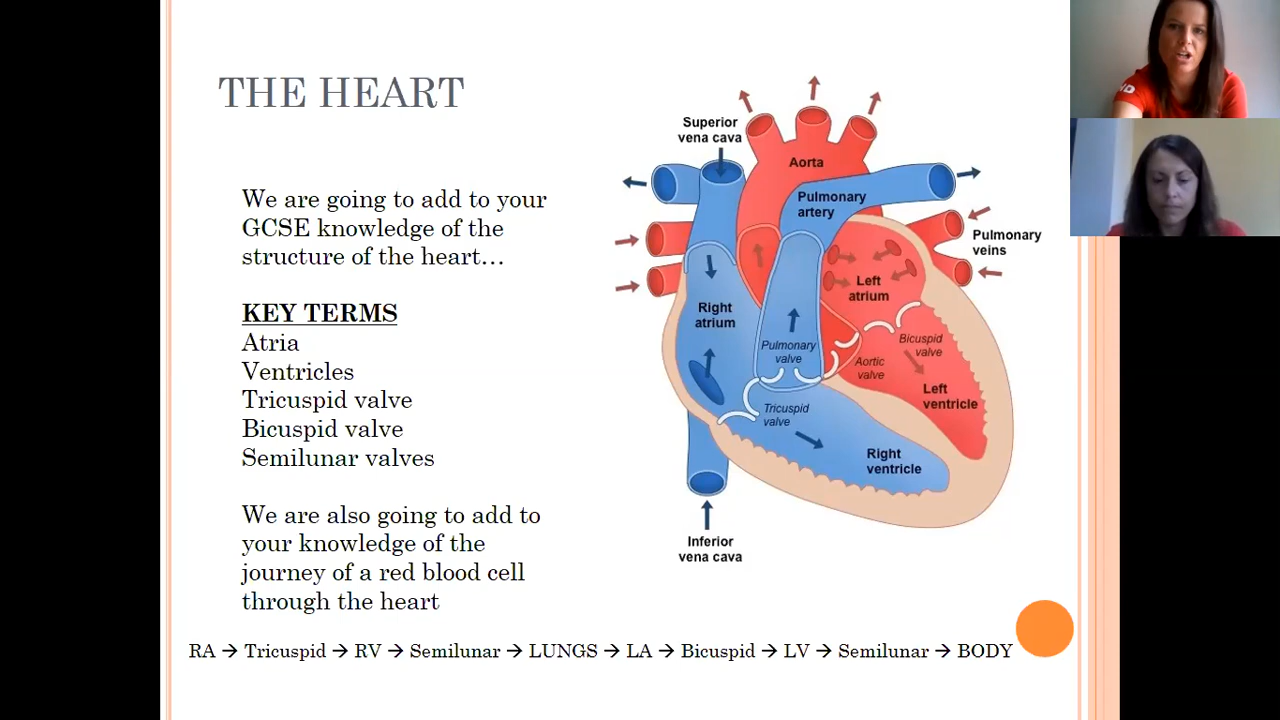 THE HEART
We are going to add to your
GCSE knowledge of the
structure of the heart…
KEY TERMS
Atria
Ventricles
Tricuspid valve
Bicuspid valve
Semilunar valves
We are also going to add to
your knowledge of the
journey of a red blood cell
through the heart
Superior
vena cava
Aorta
Pulmonary
artery
Pulmonary
veins
Left
atrium
Right
atrium
Pulmonary
valve
Bicuspid
valve
Aortic
valve
Left
ventricle
Tricuspid
valve
Right
ventricle
Inferior
vena cava
RA → Tricuspid → RV → Semilunar → LUNGS → LA → Bicuspid → LV → Semilunar → BODY